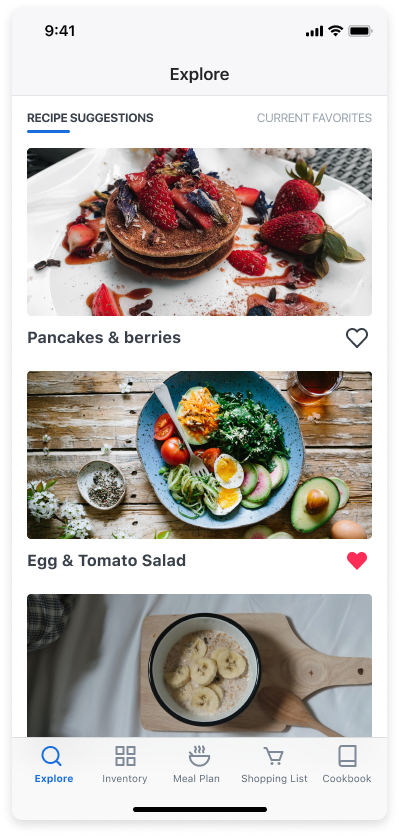 9:41
Explore
RECIPE SUGGESTIONS CURRENT FAVORITES
Pancakes & berries
Egg & Tomato Salad
Explore Inventory Meal Plan Shopping List Cookbook